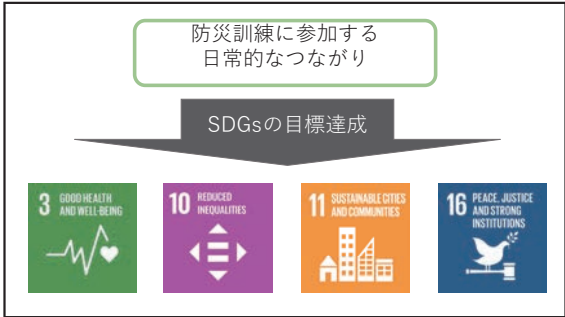 防災訓練に参加する
日常的なつながり
SDGsの目標達成
3 GOOD HEALTH
AND WELL-BEING
10 REDUCED
INEQUALITIES
11 SUSTAINABLE CITIES
AND COMMUNITIES
16 PEACE, JUSTICE
AND STRONG
INSTITUTIONS